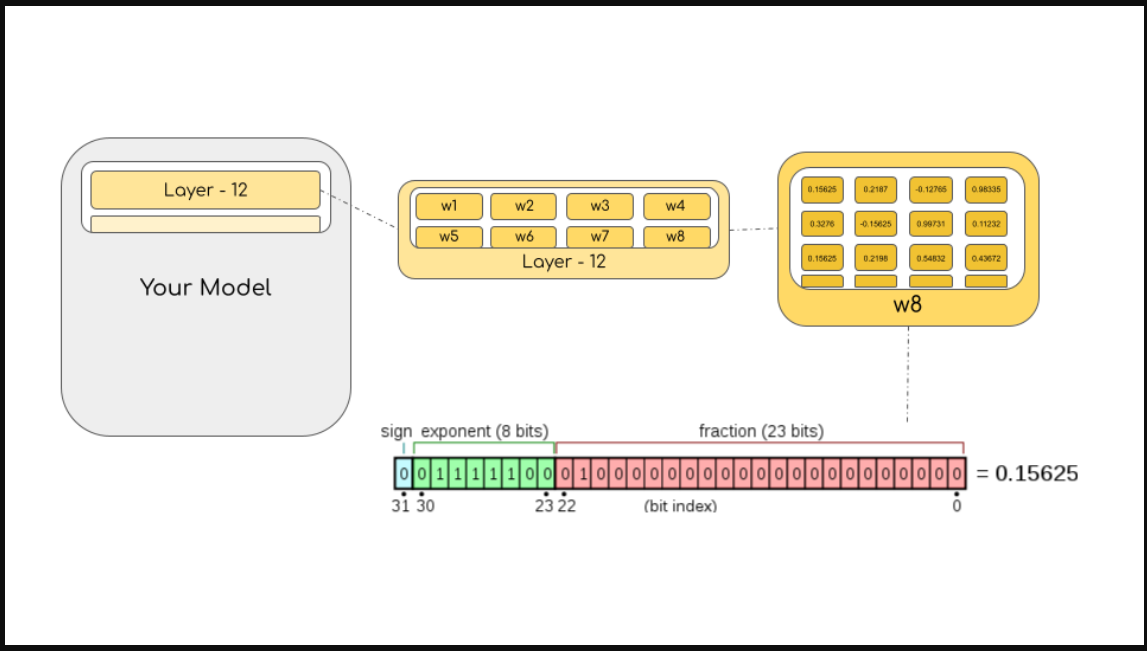 Layer - 12
Your Model
w1 w2 w3 w4
w5 w6 w7 w8
Layer - 12
0.15625 0.2187 -0.12765 0.98335
0.3276 -0.15625 0.99731 0.11232
0.15625 0.2198 0.54832 0.43672
w8
sign exponent (8 bits) fraction (23 bits)
0 0 1 1 1 1 1 0 0 0 1 0 0 0 0 0 0 0 0 0 0 0 0 0 0 0 0 0 0 0 0 0 = 0.15625
31 30 23 22 (bit index) 0